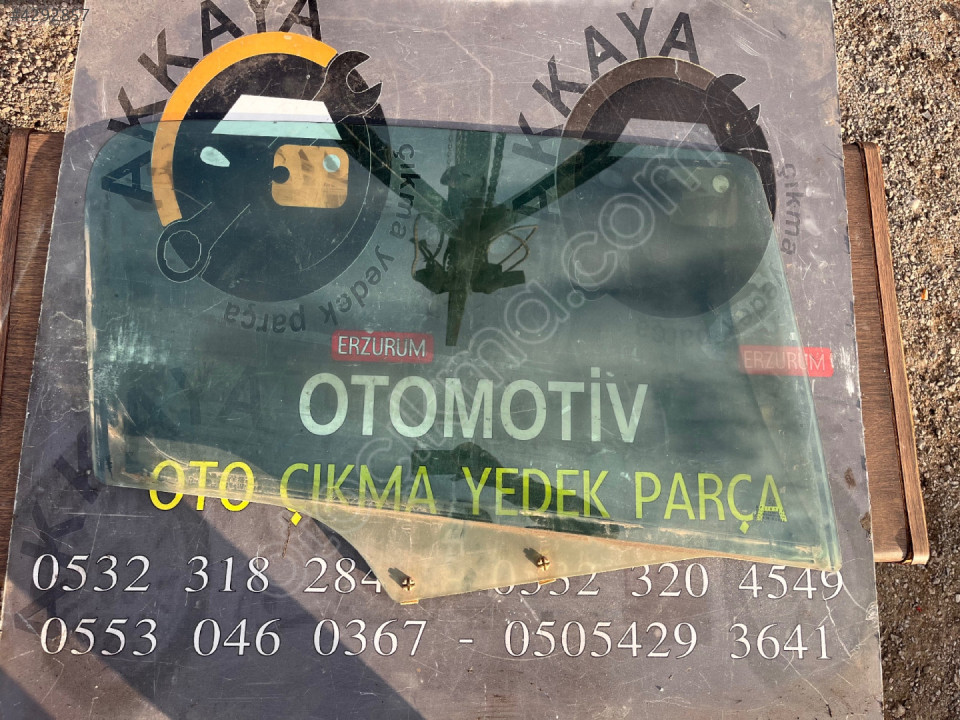 AKKAYA AKKAYA
çıkma yedek parça çıkma
ERZURUM ERZURUM
OTOMOTİV
OTO ÇIKMA YEDEK PARÇA
AKKAYA
0532 318 284 0532 320 4549
0553 046 0367 - 0505429 3641